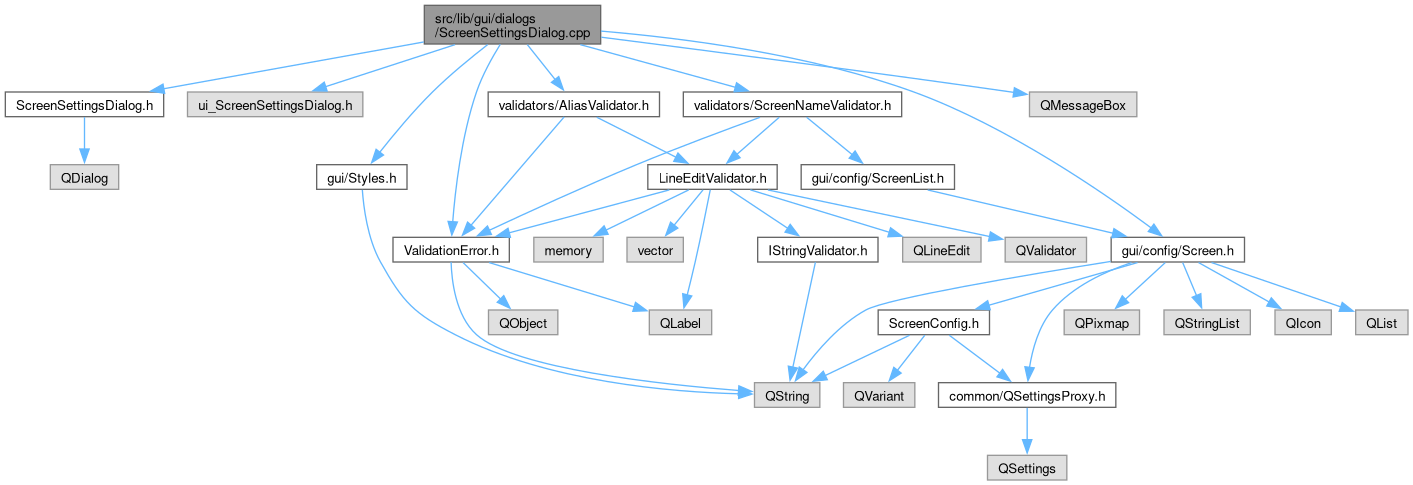 src/lib/gui/dialogs
/ScreenSettingsDialog.cpp
ScreenSettingsDialog.h
ui_ScreenSettingsDialog.h
validators/AliasValidator.h
validators/ScreenNameValidator.h
QMessageBox
QDialog
gui/Styles.h
LineEditValidator.h
gui/config/ScreenList.h
ValidationError.h
memory
vector
IStringValidator.h
QLineEdit
QValidator
gui/config/Screen.h
QObject
QLabel
ScreenConfig.h
QPixmap
QStringList
QIcon
QList
QString
QVariant
common/QSettingsProxy.h
QSettings